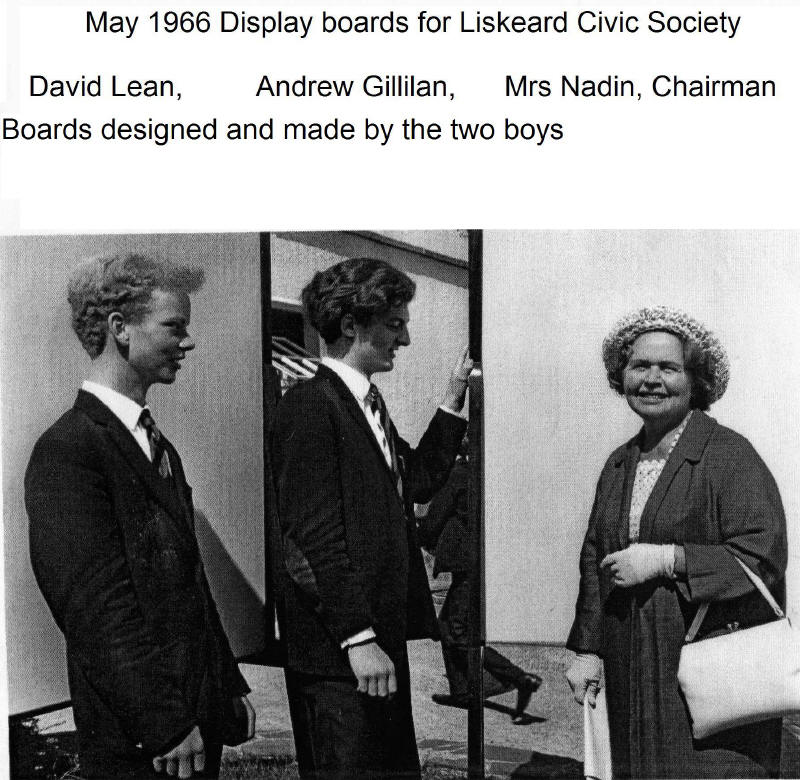 May 1966 Display boards for Liskeard Civic Society
David Lean, Andrew Gillilan, Mrs Nadin, Chairman
Boards designed and made by the two boys